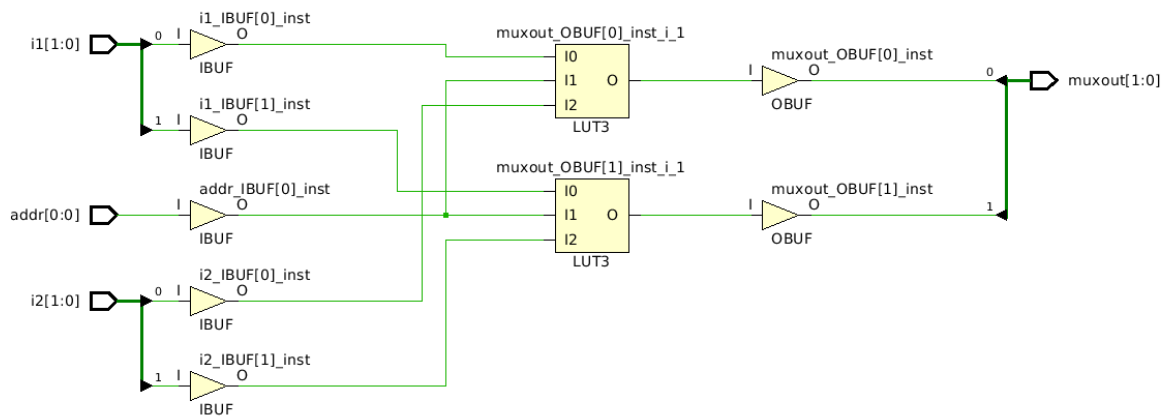 i1_IBUF[0]_inst
i1[1:0]
0
I
O
IBUF
muxout_OBUF[0]_inst_i_1
I0
I1
O
I2
LUT3
muxout_OBUF[0]_inst
I
O
OBUF
0
muxout[1:0]
i1_IBUF[1]_inst
1
I
O
IBUF
addr_IBUF[0]_inst
addr[0:0]
I
O
IBUF
muxout_OBUF[1]_inst_i_1
I0
I1
O
I2
LUT3
muxout_OBUF[1]_inst
I
O
OBUF
1
i2_IBUF[0]_inst
i2[1:0]
0
I
O
IBUF
i2_IBUF[1]_inst
1
I
O
IBUF